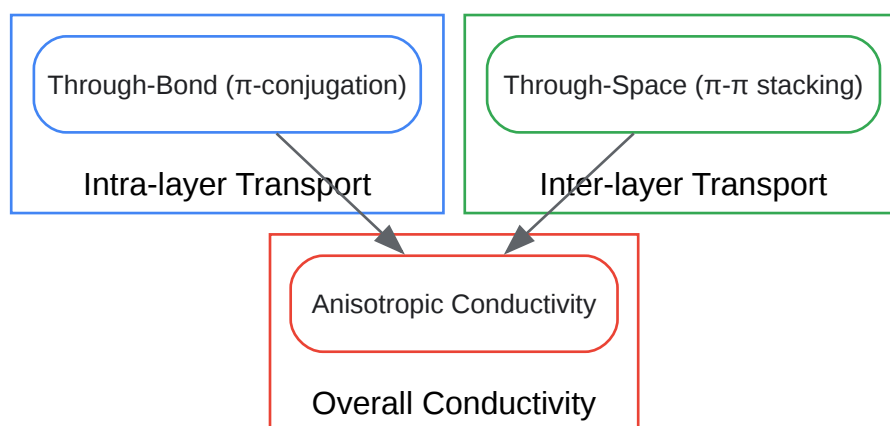 Through-Bond (π-conjugation)
Through-Space (π-π stacking)
Intra-layer Transport
Inter-layer Transport
Anisotropic Conductivity
Overall Conductivity